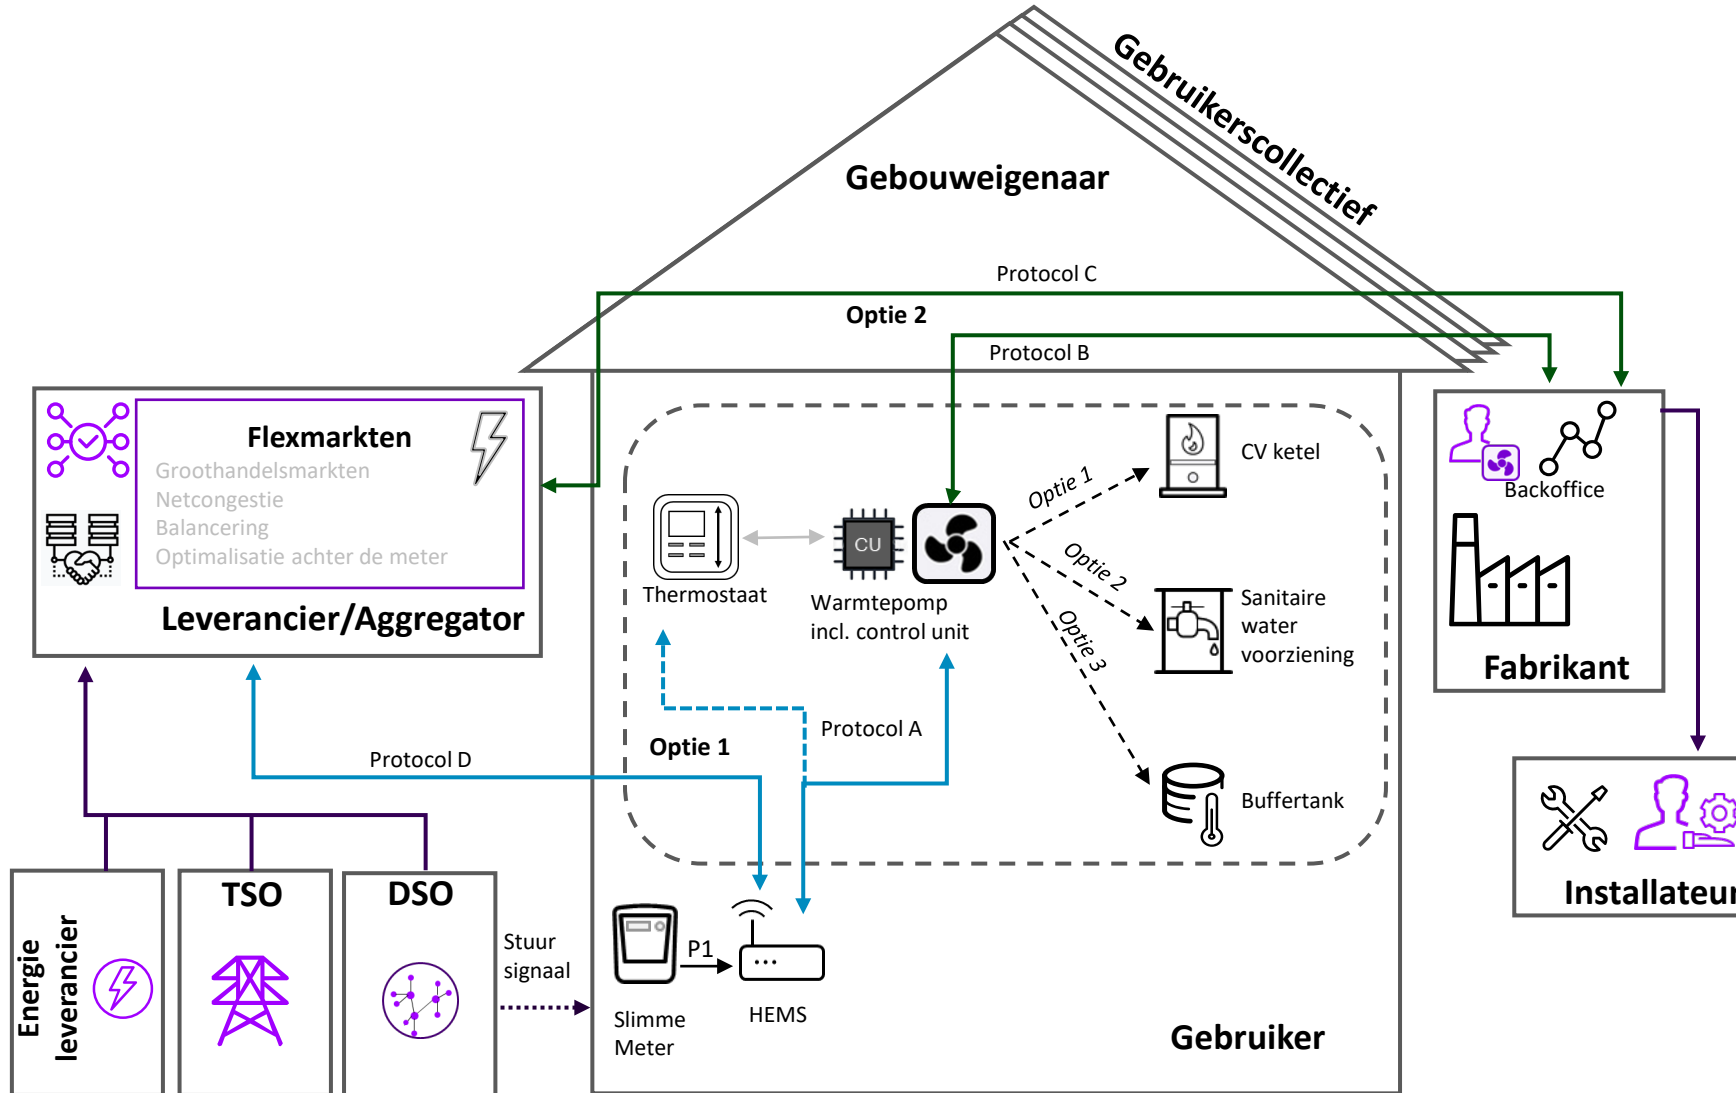 Gebruikerscollectief
Gebouweigenaar
Protocol C
Optie 2
Protocol B
Flexmarkten
Groothandelsmarkten
Netcongestie
Balancering
Optimalisatie achter de meter
Leverancier/Aggregator
CV ketel
Optie 1
CU
Thermostaat
Warmtepomp
incl. control unit
Optie 2
Sanitaire
water
voorziening
Optie 3
Backoffice
Fabrikant
Protocol A
Optie 1
Protocol D
Buffertank
Installateur
Energie
leverancier
TSO
DSO
Stuur
signaal
P1
Slimme
Meter
HEMS
Gebruiker